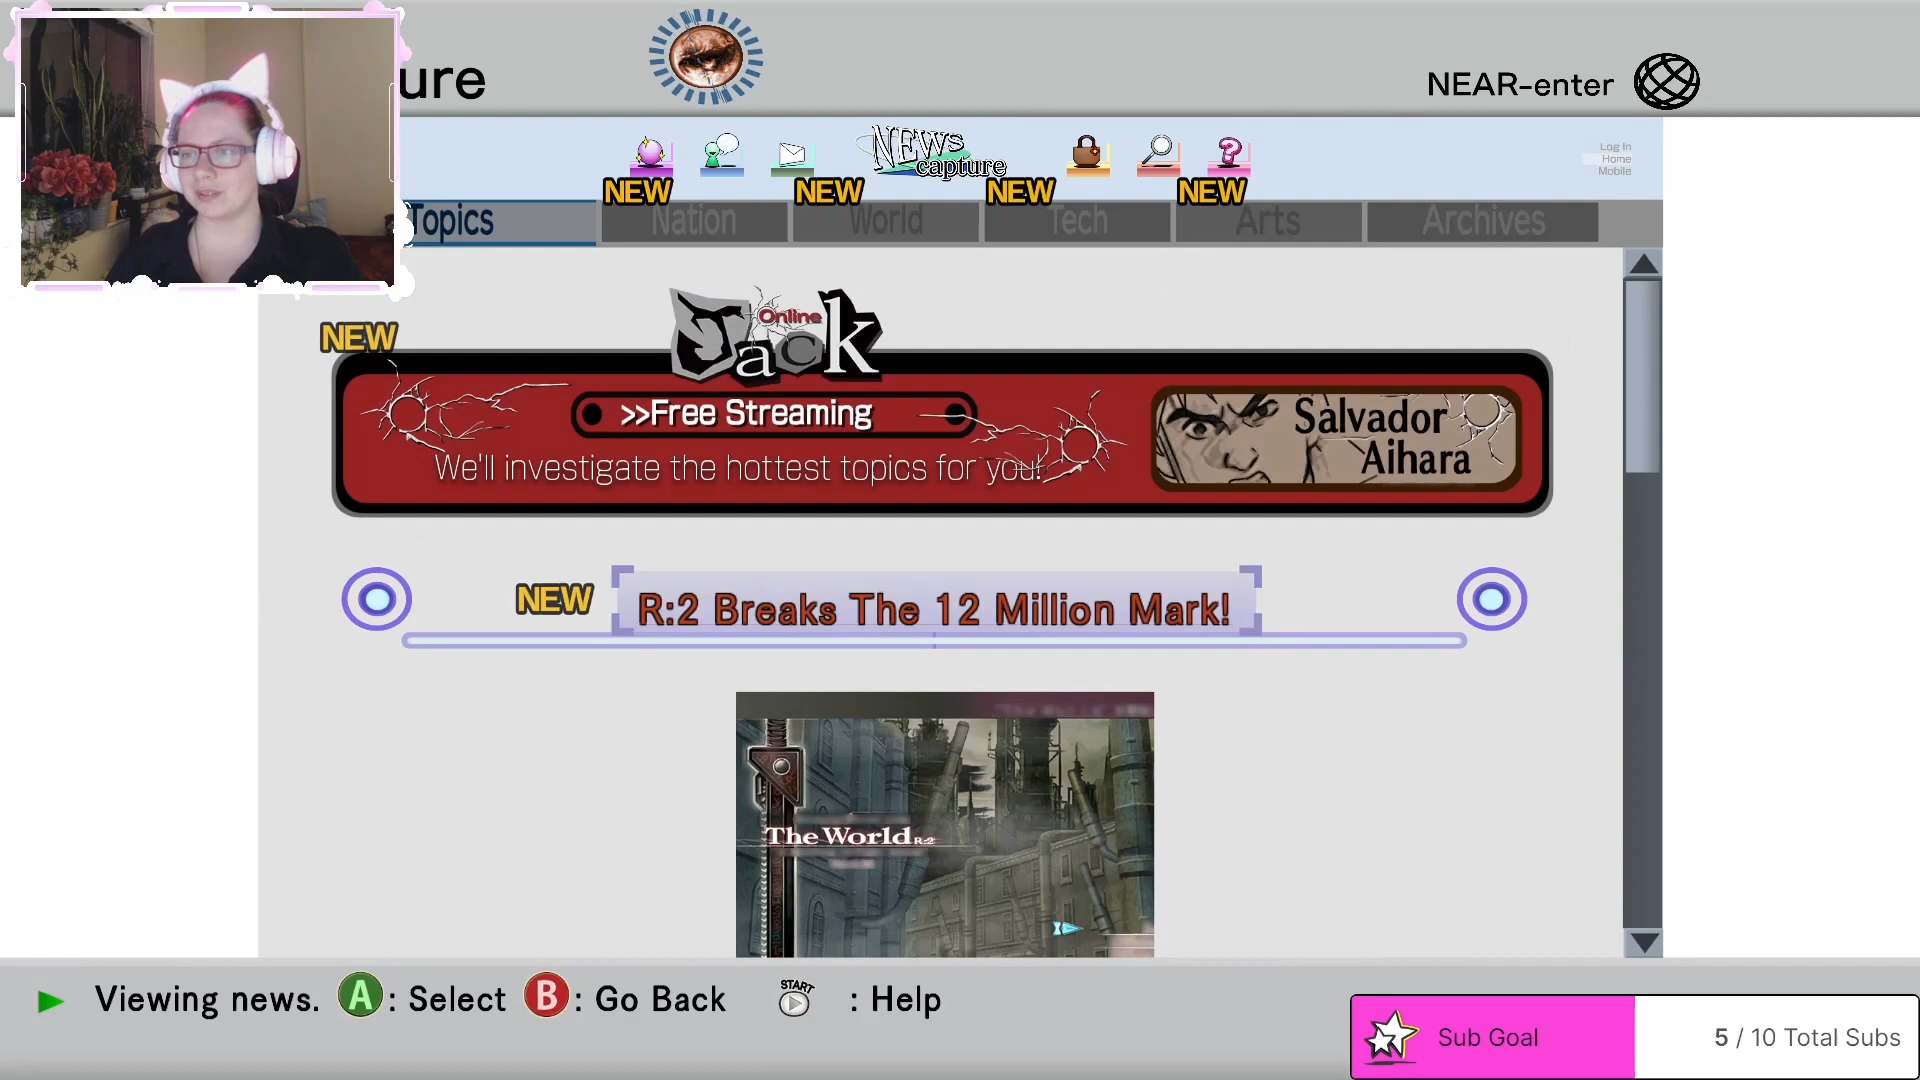 ure
NEAR-enter
NEWS
capture
Log In
Home
Mobile
NEW
NEW
NEW
NEW
Topics
Nation
World
Tech
Arts
Archives
NEW
Online
Jack
>>Free Streaming
We'll investigate the hottest topics for you!
Salvador
Aihara
NEW
R:2 Breaks The 12 Million Mark!
The World R:2
Viewing news. A : Select B : Go Back START : Help
Sub Goal 5 / 10 Total Subs